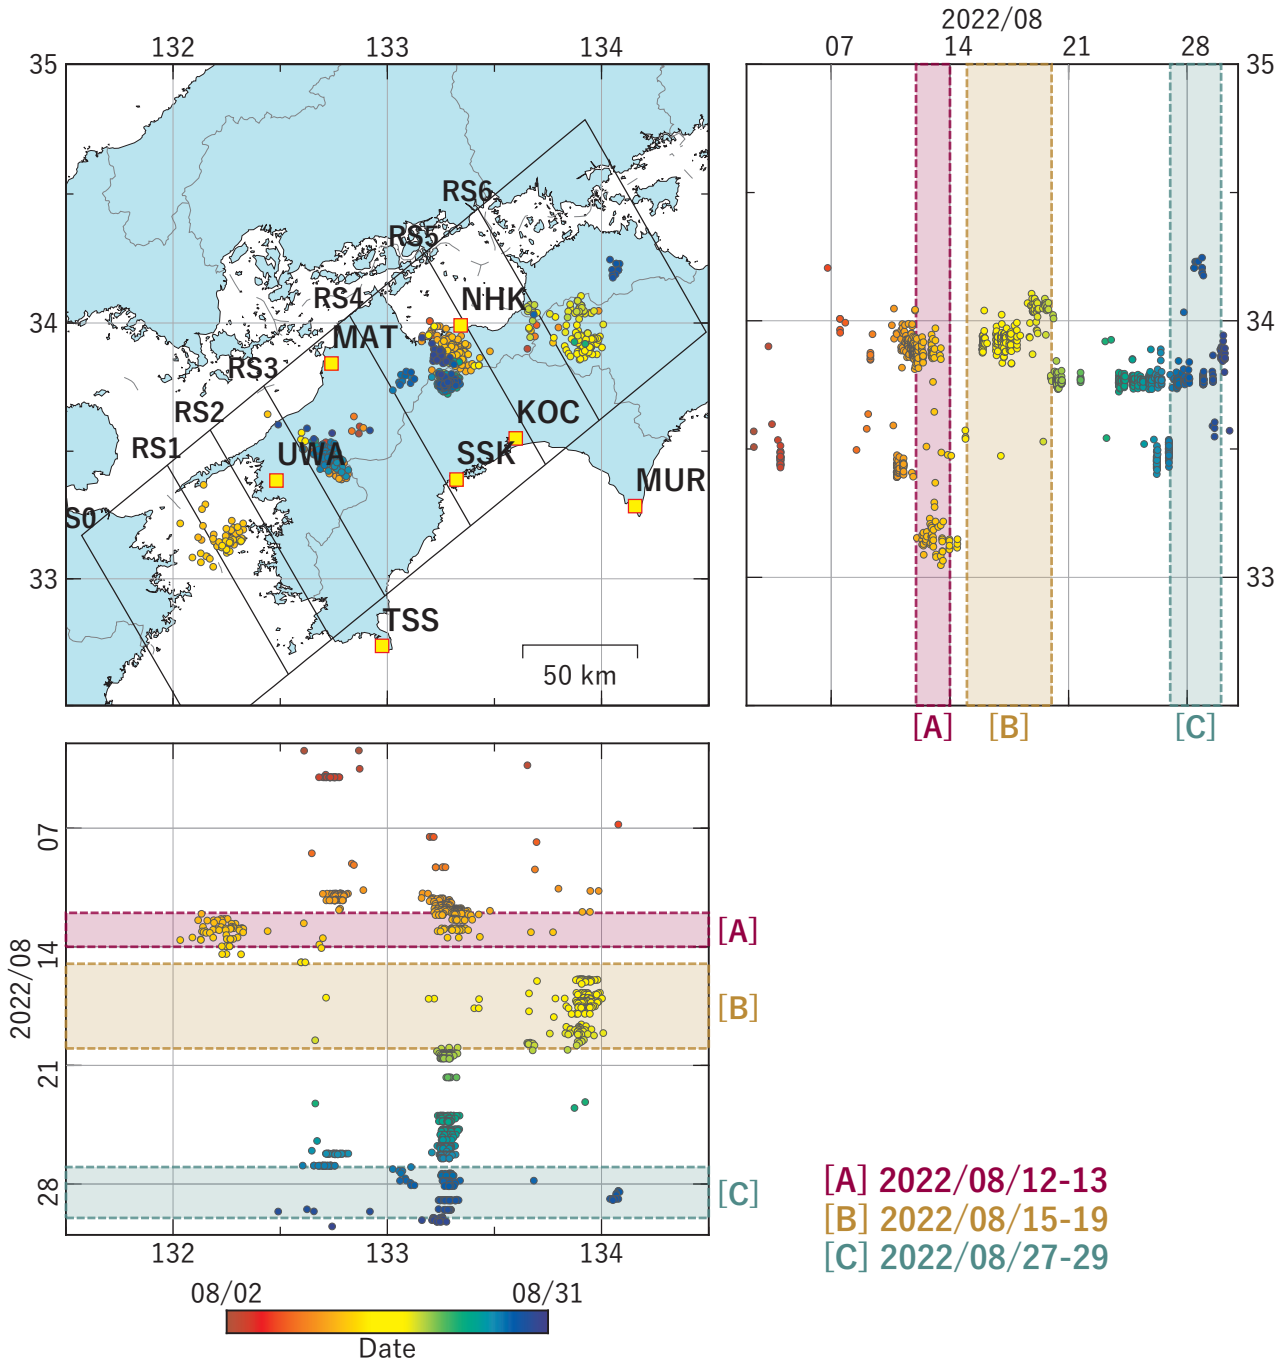 2022/08
132 133 134
07 14 21 28
35
35
RS6
RS5
RS4
NHK
34
MAT
34
RS3
RS2
KOC
RS1
UWA
SSK
MUR
S0
33
33
TSS
50 km
[A] [B] [C]
07
[A]
14
2022/08
[B]
21
28
[C]
132 133 134
[A] 2022/08/12-13
[B] 2022/08/15-19
[C] 2022/08/27-29
08/02 08/31
Date